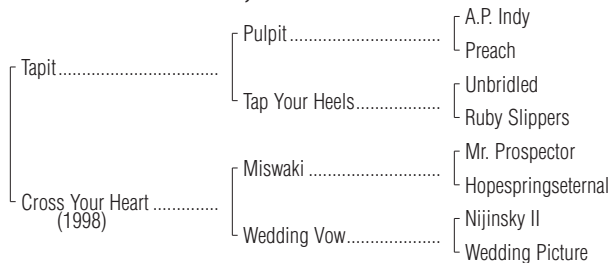 A.P. Indy
Pulpit
Preach
Tapit
Unbridled
Tap Your Heels
Ruby Slippers
Mr. Prospector
Miswaki
Hopespringseternal
Cross Your Heart
(1998)
Nijinsky II
Wedding Vow
Wedding Picture